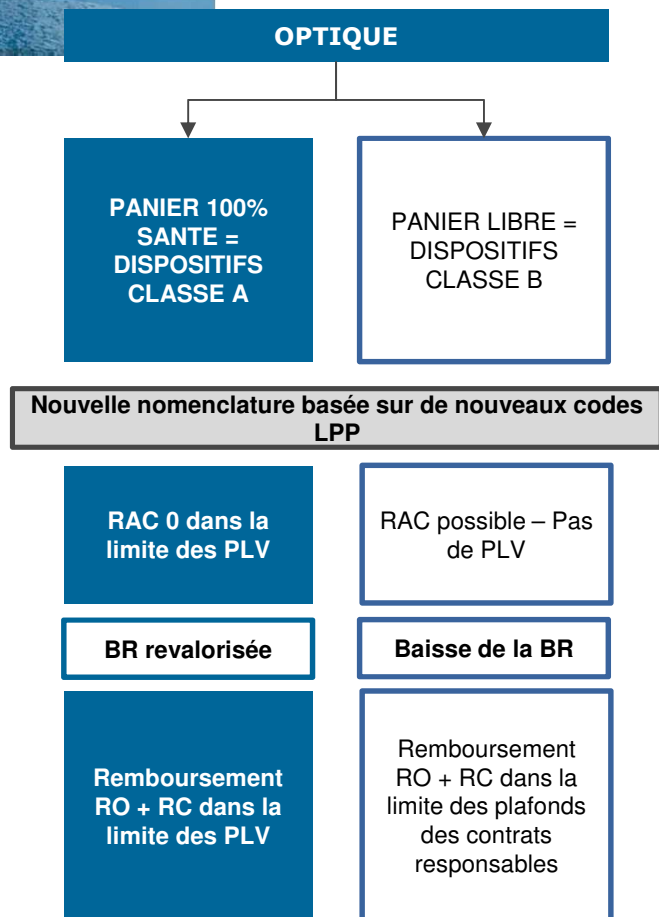 OPTIQUE
PANIER 100%
SANTE =
DISPOSITIFS
CLASSE A
PANIER LIBRE =
DISPOSITIFS
CLASSE B
Nouvelle nomenclature basée sur de nouveaux codes
LPP
RAC 0 dans la
limite des PLV
RAC possible – Pas
de PLV
BR revalorisée
Baisse de la BR
Remboursement
RO + RC dans la
limite des PLV
Remboursement
RO + RC dans la
limite des plafonds
des contrats
responsables